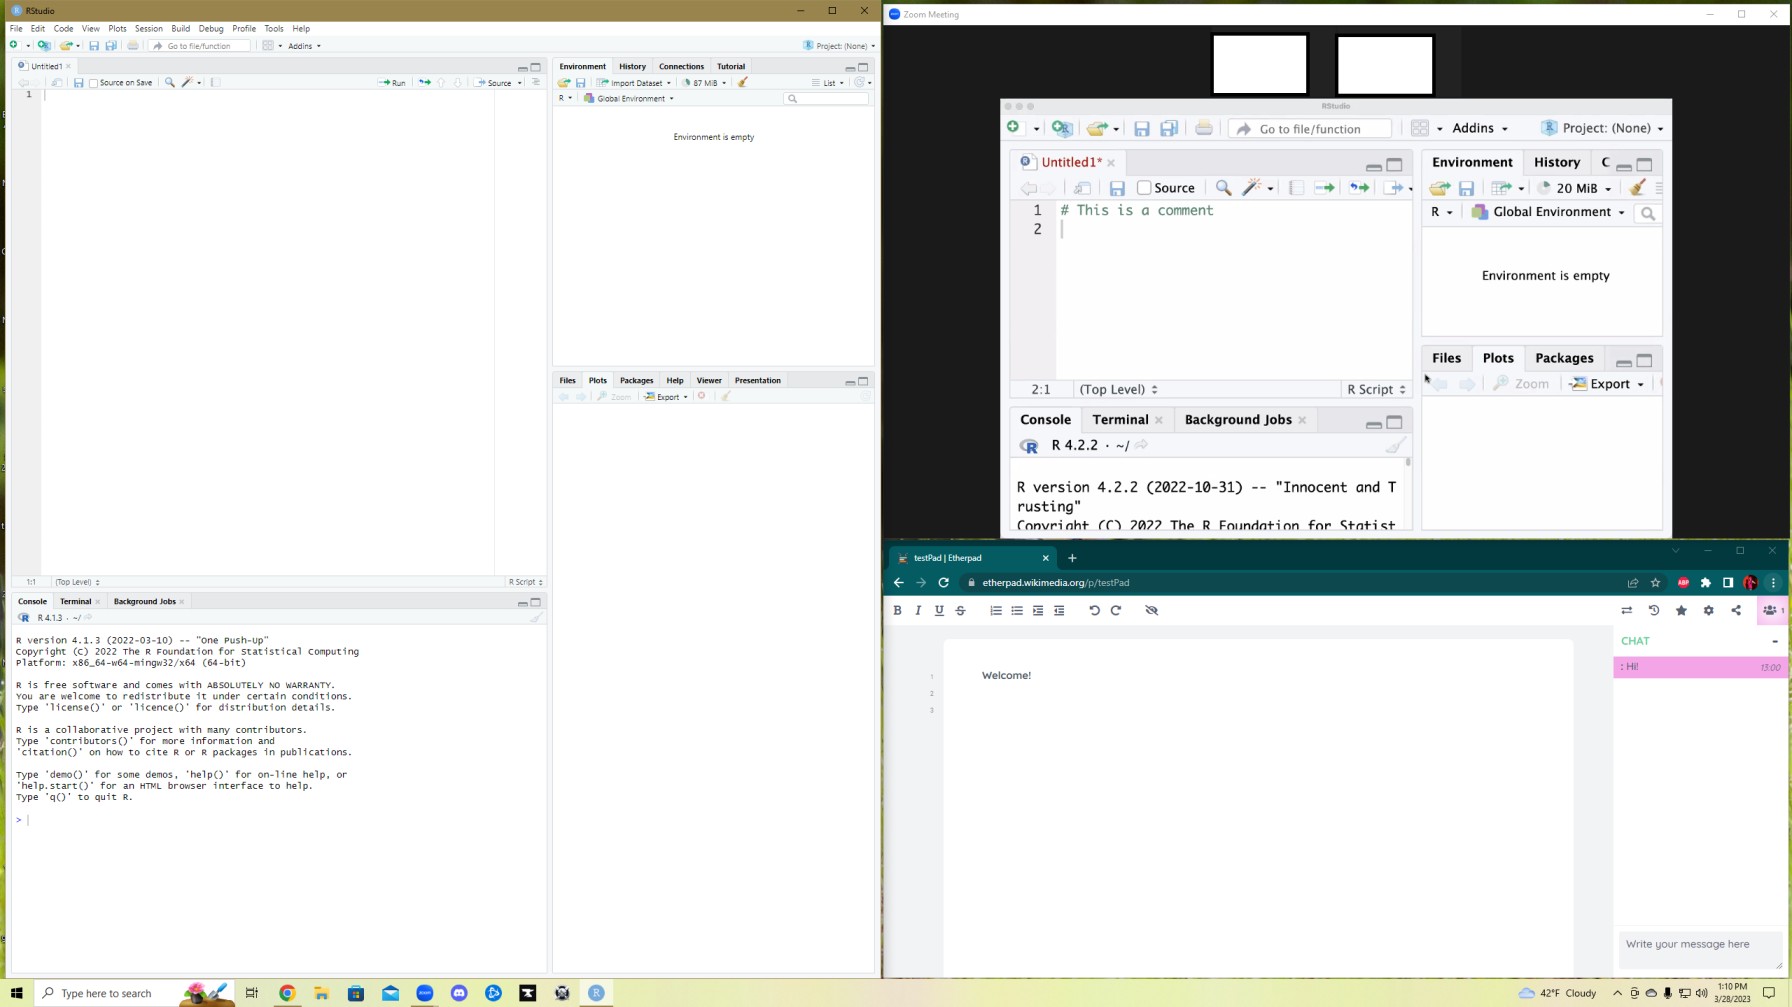 RStudio
File Edit Code View Plots Session Build Debug Profile Tools Help
Go to file/function Addins Project: (None)
Untitled1
Source on Save Run Source
1
1:1 (Top Level) R Script
Console Terminal Background Jobs
R 4.1.3 · ~/
R version 4.1.3 (2022-03-10) -- "One Push-Up"
Copyright (C) 2022 The R Foundation for Statistical Computing
Platform: x86_64-w64-mingw32/x64 (64-bit)
R is free software and comes with ABSOLUTELY NO WARRANTY.
You are welcome to redistribute it under certain conditions.
Type 'license()' or 'licence()' for distribution details.
R is a collaborative project with many contributors.
Type 'contributors()' for more information and
'citation()' on how to cite R or R packages in publications.
Type 'demo()' for some demos, 'help()' for on-line help, or
'help.start()' for an HTML browser interface to help.
Type 'q()' to quit R.
>
Environment History Connections Tutorial
Import Dataset 87 MiB List
R Global Environment
Environment is empty
Files Plots Packages Help Viewer Presentation
Zoom Export
Zoom Meeting
RStudio
Go to file/function Addins Project: (None)
Untitled1*
Source
1 # This is a comment
2
2:1 (Top Level) R Script
Console Terminal Background Jobs
R 4.2.2 · ~/
R version 4.2.2 (2022-10-31) -- "Innocent and T
rusting"
Copyright (C) 2022 The R Foundation for Statist
Environment History C
20 MiB
R Global Environment
Environment is empty
Files Plots Packages
Zoom Export
testPad | Etherpad
etherpad.wikimedia.org/p/testPad
B I U S
1
1 Welcome!
2
3
CHAT
: Hi! 13:00
Write your message here
Type here to search
42°F Cloudy
1:10 PM
3/28/2023